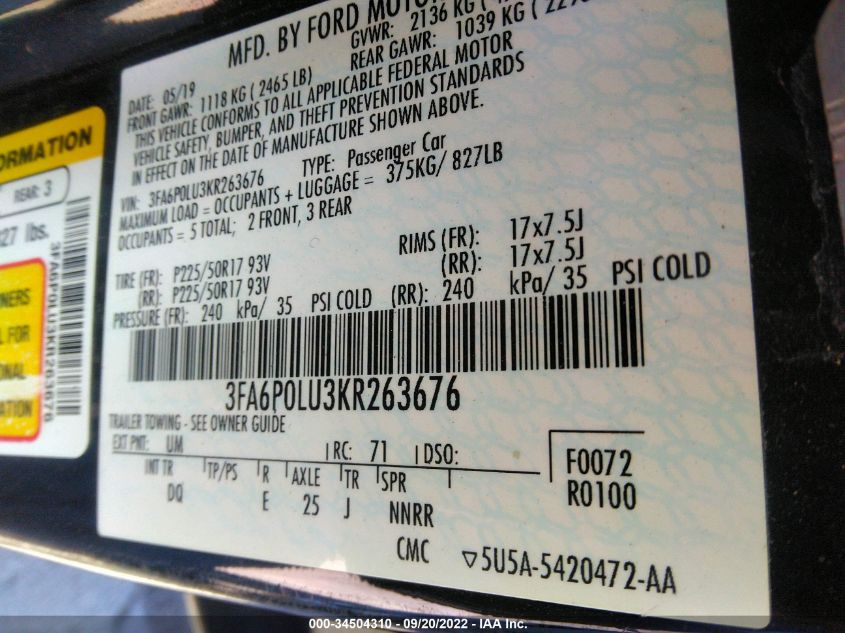 MFD. BY FORD MOTOR
DATE: 05/19 GVWR: 2136 KG (
FRONT GAWR: 1118 KG ( 2465 LB) REAR GAWR: 1039 KG (
THIS VEHICLE CONFORMS TO ALL APPLICABLE FEDERAL MOTOR
VEHICLE SAFETY, BUMPER, AND THEFT PREVENTION STANDARDS
IN EFFECT ON THE DATE OF MANUFACTURE SHOWN ABOVE.
VIN: 3FA6P0LU3KR263676 TYPE: Passenger Car
MAXIMUM LOAD = OCCUPANTS + LUGGAGE = 375KG/ 827LB
OCCUPANTS = 5 TOTAL; 2 FRONT, 3 REAR
TIRE (FR): P225/50R17 93V RIMS (FR): 17x7.5J
(RR): P225/50R17 93V (RR): 17x7.5J
PRESSURE (FR): 240 kPa/ 35 PSI COLD (RR): 240 kPa/ 35 PSI COLD
3FA6P0LU3KR263676
TRAILER TOWING - SEE OWNER GUIDE
EXT PNT: UM RC: 71 DSO:
INT TR TP/PS R AXLE TR SPR
DQ E 25 J NNRR
F0072
R0100
CMC ▽5U5A-5420472-AA
REAR: 3
lbs.
3FA6P0LU3KR263676
FOR
000-34504310 - 09/20/2022 - IAA Inc.